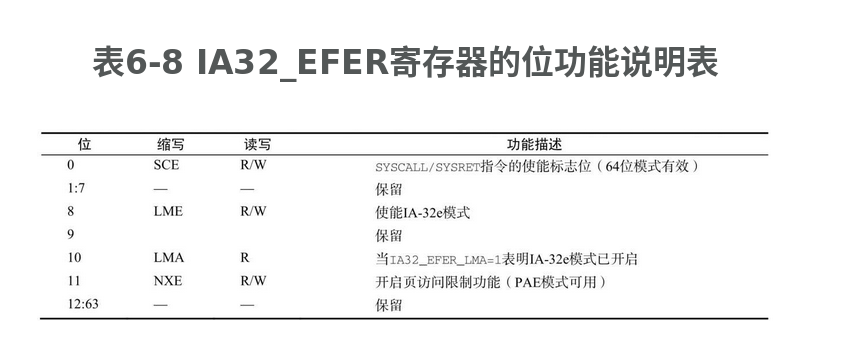 表6-8 IA32_EFER寄存器的位功能说明表
位 缩写 读写 功能描述
0 SCE R/W SYSCALL/SYSRET指令的使能标志位（64位模式有效）
1:7 — — 保留
8 LME R/W 使能IA-32e模式
9 保留
10 LMA R 当IA32_EFER_LMA=1表明IA-32e模式已开启
11 NXE R/W 开启页访问限制功能（PAE模式可用）
12:63 — — 保留